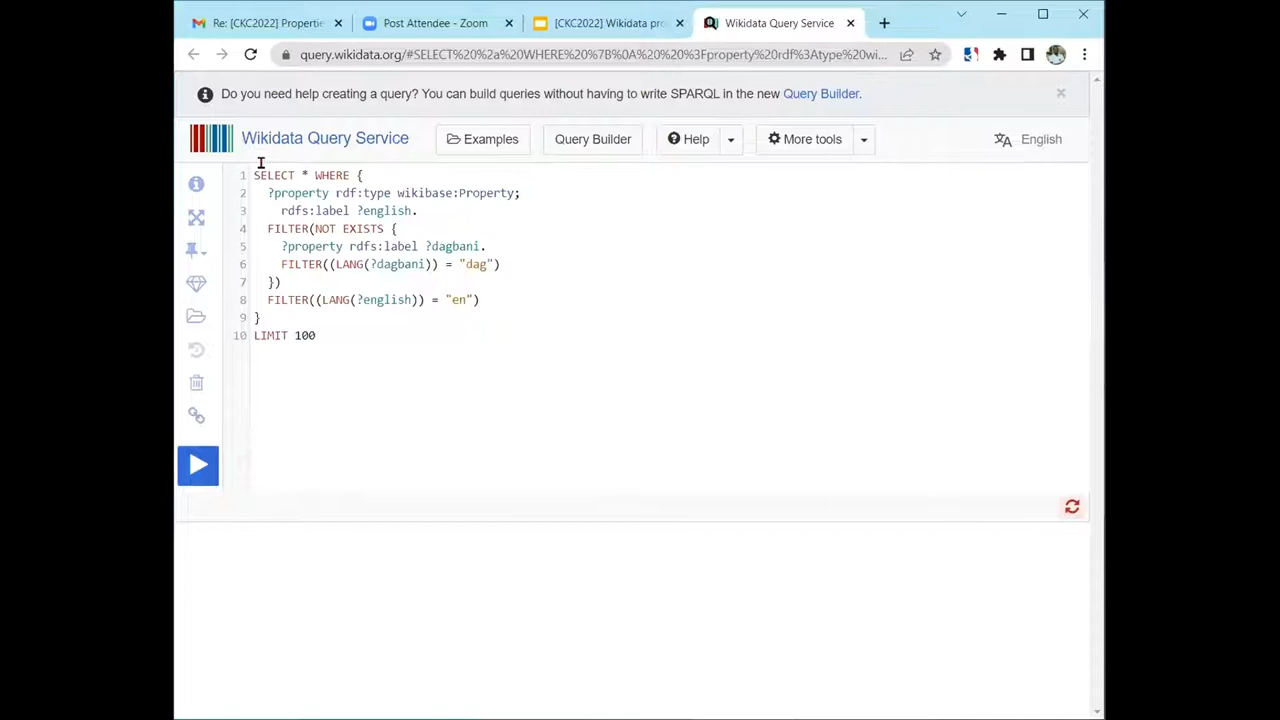 Re: [CKC2022] Propertie
Post Attendee - Zoom
[CKC2022] Wikidata pro
Wikidata Query Service
query.wikidata.org/#SELECT%20%2a%20WHERE%20%7B%0A%20%20%3Fproperty%20rdf%3Atype%20wi...
Do you need help creating a query? You can build queries without having to write SPARQL in the new Query Builder.
Wikidata Query Service
Examples
Query Builder
Help
More tools
English
1 SELECT * WHERE {
2 ?property rdf:type wikibase:Property;
3 rdfs:label ?english.
4 FILTER(NOT EXISTS {
5 ?property rdfs:label ?dagbani.
6 FILTER((LANG(?dagbani)) = "dag")
7 })
8 FILTER((LANG(?english)) = "en")
9 }
10 LIMIT 100